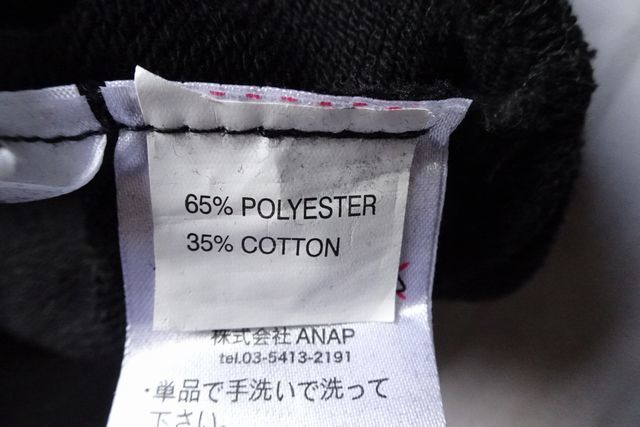 65% POLYESTER
35% COTTON
株式会社 ANAP
tel.03-5413-2191
・単品で手洗いで洗って
下さい。